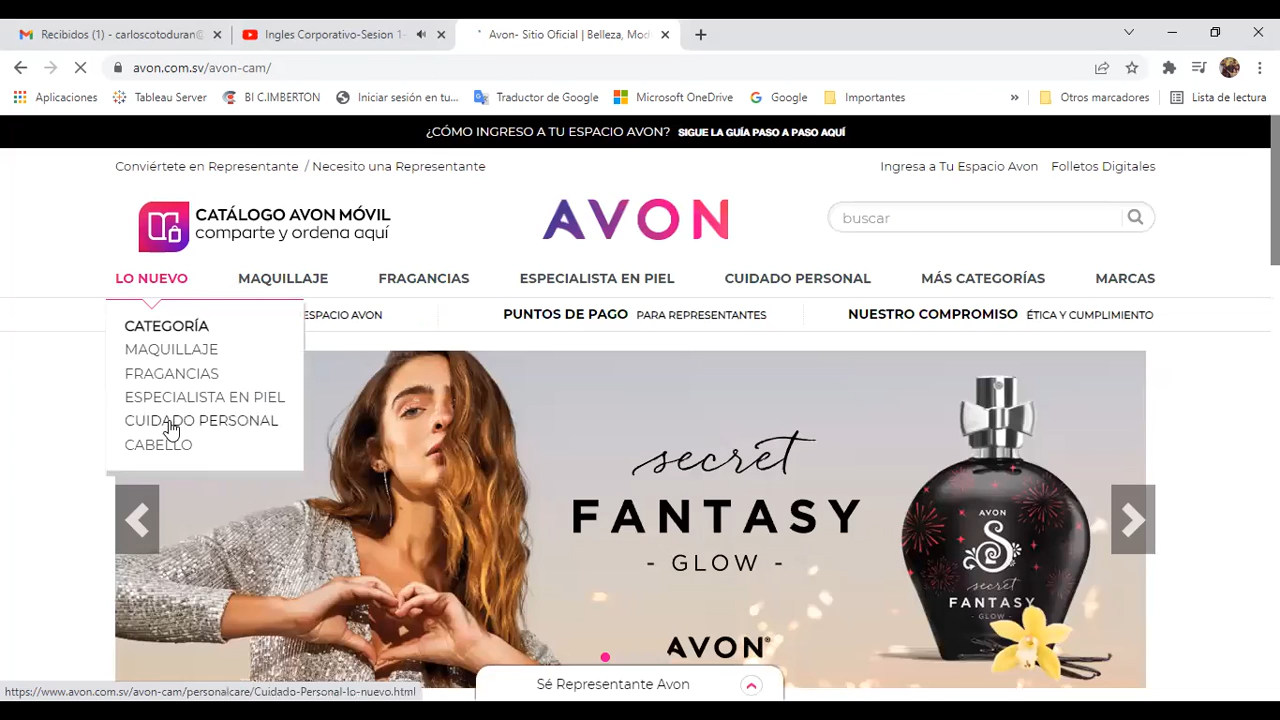 Recibidos (1) - carloscotoduran@
Ingles Corporativo-Sesion 1-
Avon- Sitio Oficial | Belleza, Mod
avon.com.sv/avon-cam/
Aplicaciones
Tableau Server
BI C.IMBERTON
Iniciar sesión en tu...
Traductor de Google
Microsoft OneDrive
Google
Importantes
»
Otros marcadores
Lista de lectura
¿CÓMO INGRESO A TU ESPACIO AVON? SIGUE LA GUÍA PASO A PASO AQUÍ
Conviértete en Representante / Necesito una Representante
Ingresa a Tu Espacio Avon
Folletos Digitales
CATÁLOGO AVON MÓVIL
comparte y ordena aquí
AVON
buscar
LO NUEVO
MAQUILLAJE
FRAGANCIAS
ESPECIALISTA EN PIEL
CUIDADO PERSONAL
MÁS CATEGORÍAS
MARCAS
ESPACIO AVON
PUNTOS DE PAGO PARA REPRESENTANTES
NUESTRO COMPROMISO ÉTICA Y CUMPLIMIENTO
CATEGORÍA
MAQUILLAJE
FRAGANCIAS
ESPECIALISTA EN PIEL
CUIDADO PERSONAL
CABELLO
secret
FANTASY
- GLOW -
AVON
S
secret
FANTASY
- GLOW -
AVON®
Sé Representante Avon
https://www.avon.com.sv/avon-cam/personalcare/Cuidado-Personal-lo-nuevo.html